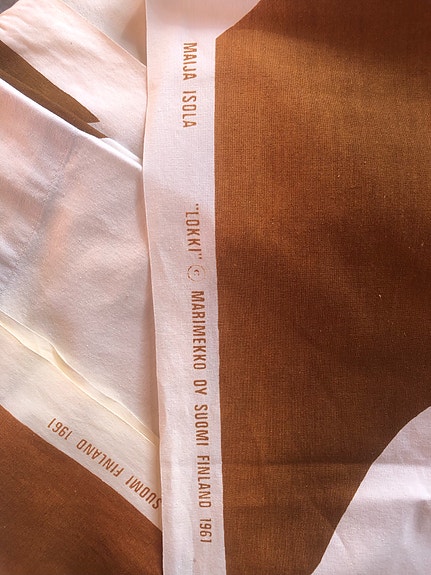 MAIJA ISOLA "LOKKI" © MARIMEKKO OY SUOMI FINLAND 1961
SUOMI FINLAND 1961